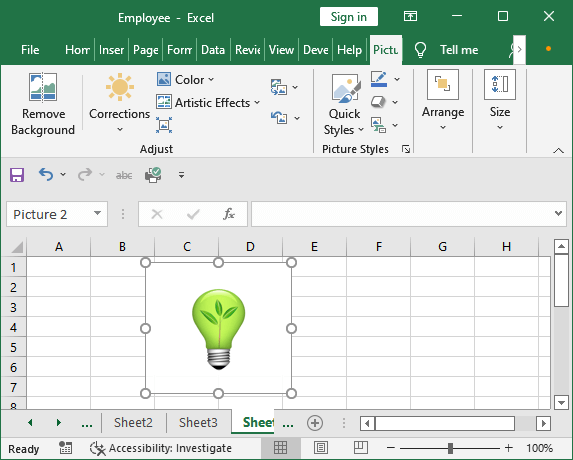 Employee - Excel Sign in
File Hom Inser Page Form Data Revie View Deve Help Pictu Tell me
Remove Background
Corrections
Color
Artistic Effects
Adjust
Quick Styles
Picture Styles
Arrange
Size
abc
Picture 2 fx
A B C D E F G H
1
2
3
4
5
6
7
8
... Sheet2 Sheet3 Sheet ...
Ready Accessibility: Investigate 100%